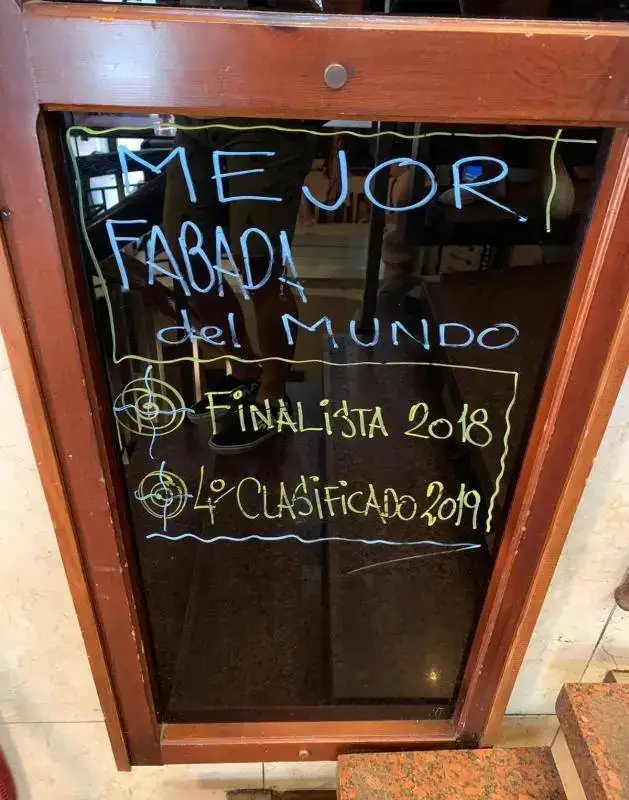 MEJOR
FABADA
del MUNDO
FINALISTA 2018
4º CLASIFICADO 2019